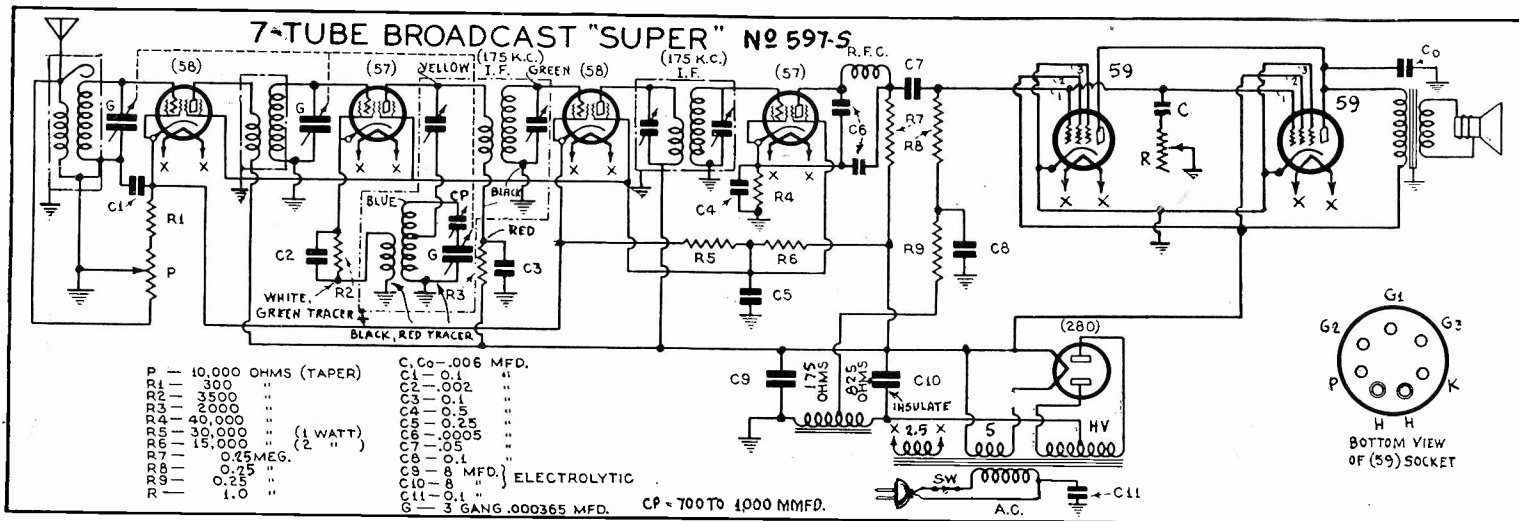 7-TUBE BROADCAST "SUPER" Nº 597-S
(58)
G
(57)
G
YELLOW
(175 K.C.)
I.F.
GREEN
(58)
(175 K.C.)
I.F.
(57)
R.F.C.
C7
C6
R7
R8
59
3
2
1
C
R
3
2
1
59
Co
X X
X X
X X
X X
X X
X X
C1
R1
P
C2
R2
WHITE,
GREEN TRACER
BLUE
CP
G
R3
BLACK
RED
C3
BLACK, RED TRACER
C4
R4
R5
R6
C5
R9
C8
C9
175
OHMS
825
OHMS
C10
INSULATE
(280)
X 2.5 X
5
HV
SW
A.C.
C11
P — 10,000 OHMS (TAPER)
R1 — 300 "
R2 — 3500 "
R3 — 2000 "
R4 — 40,000 "
R5 — 30,000 " (1 WATT)
R6 — 15,000 " (2 " )
R7 — 0.25 MEG.
R8 — 0.25 "
R9 — 0.25 "
R — 1.0 "
C, Co — .006 MFD.
C1 — 0.1 "
C2 — .002 "
C3 — 0.1 "
C4 — 0.5 "
C5 — 0.25 "
C6 — .0005 "
C7 — .05 "
C8 — 0.1 "
C9 — 8 MFD. } ELECTROLYTIC
C10 — 8 "
C11 — 0.1 "
G — 3 GANG .000365 MFD.
CP = 700 TO 1000 MMFD.
G1
G2
G3
P
K
H H
BOTTOM VIEW
OF (59) SOCKET